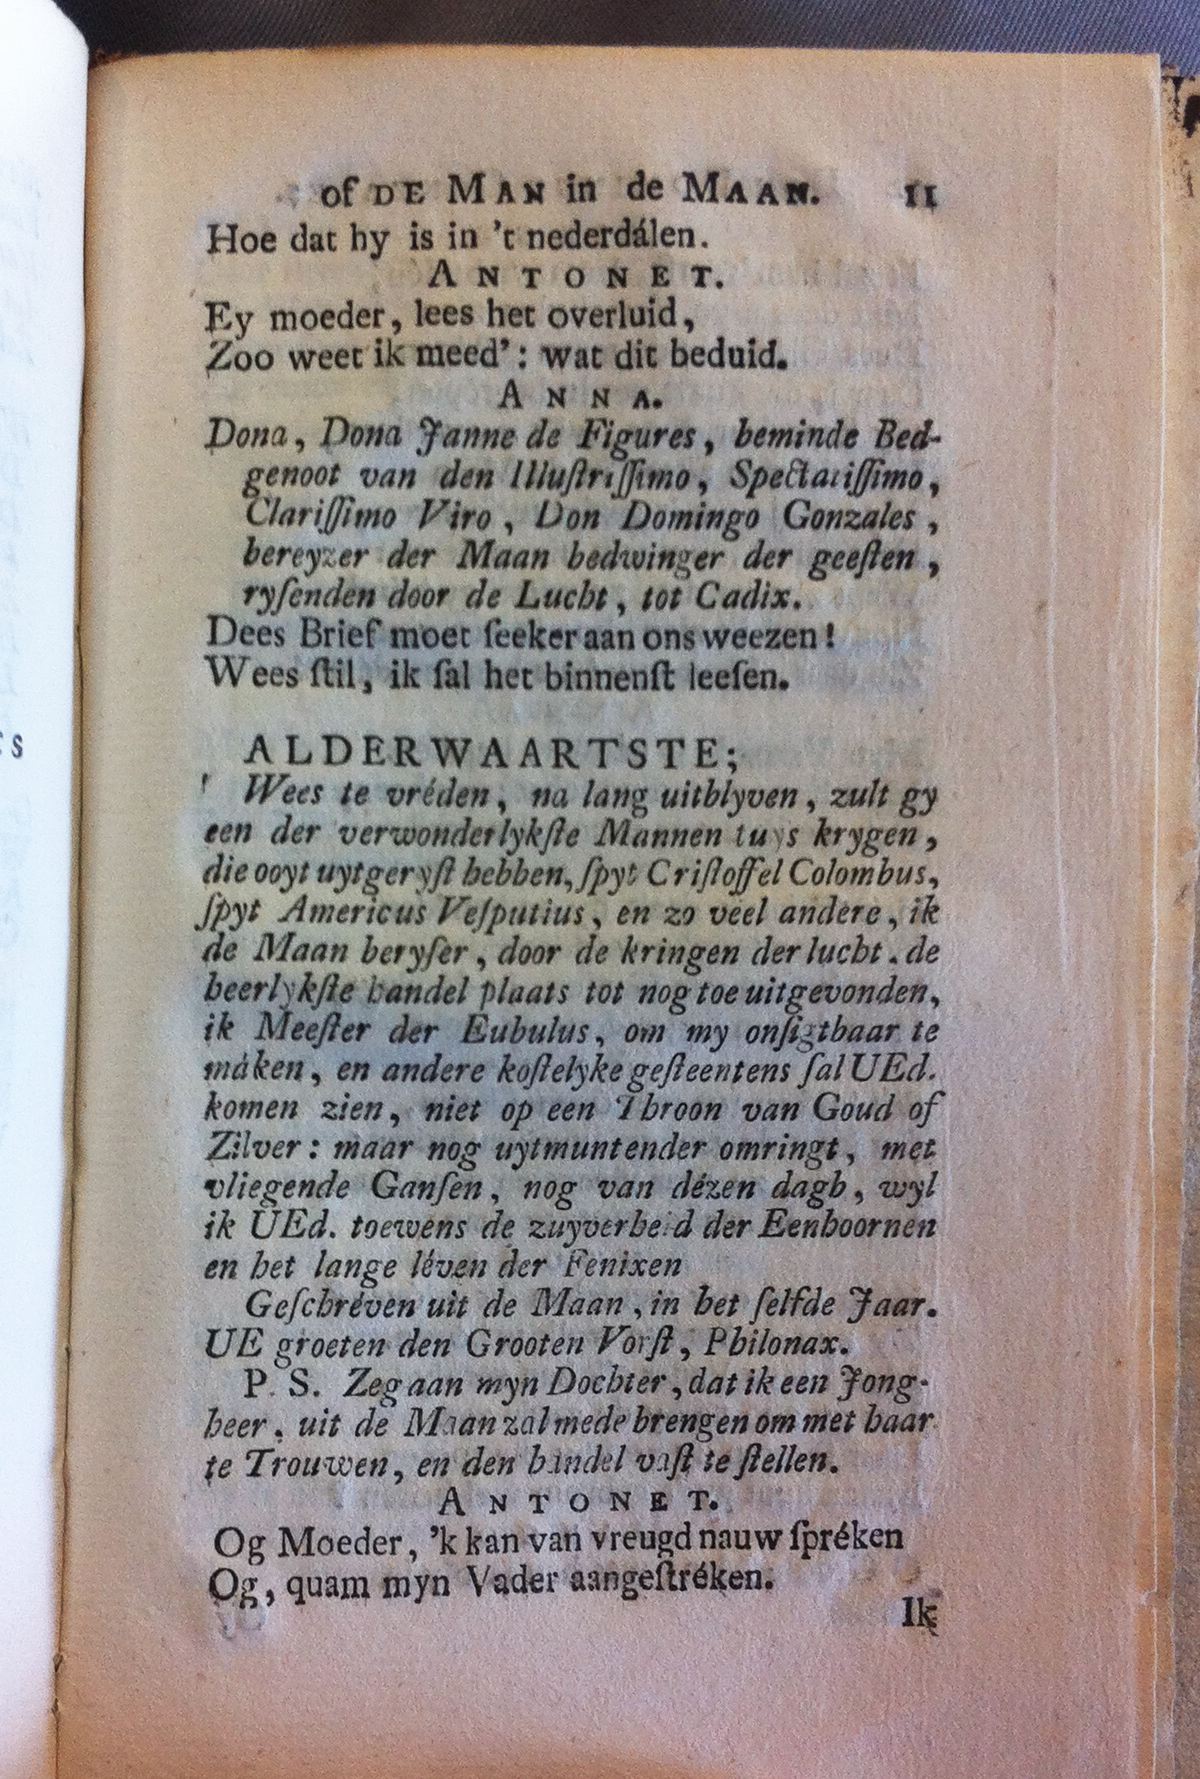 of DE MAN in de MAAN. 11
Hoe dat hy is in 't nederdálen.
ANTONET.
Ey moeder, lees het overluid,
Zoo weet ik meed': wat dit beduid.
ANNA.
Dona, Dona Janne de Figures, beminde Bed-
genoot van den Illuſtriſſimo, Spectatiſſimo,
Clariſſimo Viro, Don Domingo Gonzales,
bereyzer der Maan bedwinger der geeſten,
ryſenden door de Lucht, tot Cadix.
Dees Brief moet ſeeker aan ons weezen!
Wees ſtil, ik ſal het binnenſt leeſen.
ALDERWAARTSTE;
Wees te vréden, na lang uitblyven, zult gy
een der verwonderlykſte Mannen tuys krygen,
die ooyt uytgeryſt hebben, ſpyt Criſtoffel Colombus,
ſpyt Americus Veſputius, en zo veel andere, ik
de Maan beryſer, door de kringen der lucht. de
heerlykſte handel plaats tot nog toe uitgevonden,
ik Meeſter der Eubulus, om my onſigtbaar te
máken, en andere koſtelyke geſteentens ſal UEd.
komen zien, niet op een Throon van Goud of
Zilver: maar nog uytmuntender omringt, met
vliegende Ganſen, nog van dézen dagh, wyl
ik UEd. toewens de zuyverheid der Eenhoornen
en het lange léven der Fenixen
Geſchréven uit de Maan, in het ſelfde Jaar.
UE groeten den Grooten Vorſt, Philonax.
P. S. Zeg aan myn Dochter, dat ik een Jong-
heer, uit de Maan zal mede brengen om met haar
te Trouwen, en den handel vaſt te ſtellen.
ANTONET.
Og Moeder, 'k kan van vreugd nauw ſpréken
Og, quam myn Vader aangeſtréken.
Ik